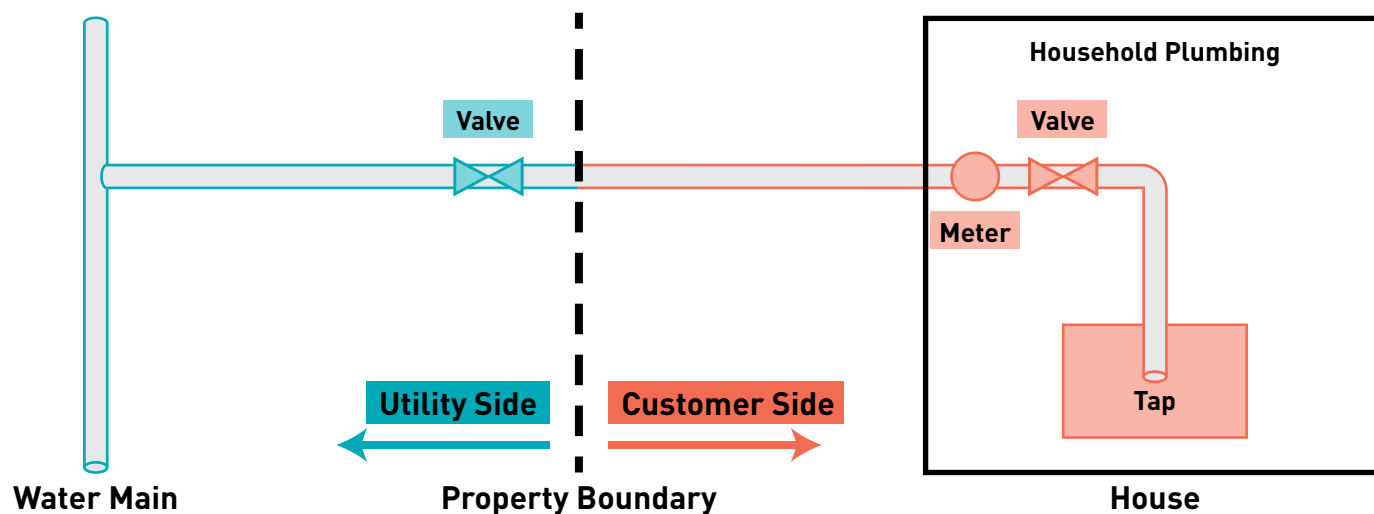 Household Plumbing
Valve
Valve
Meter
Utility Side
Customer Side
Tap
Water Main
Property Boundary
House